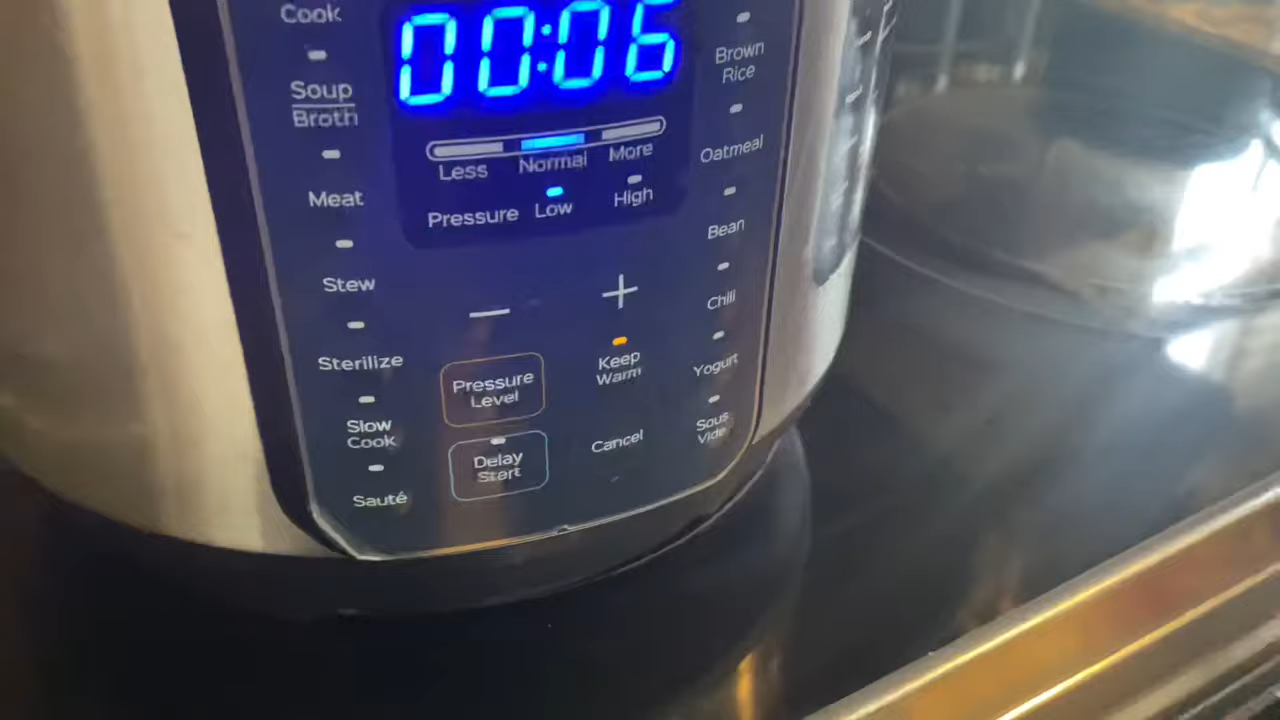 Cook
00:06
Soup
Broth
Brown
Rice
Less
Normal
More
Oatmeal
Meat
Pressure
Low
High
Bean
Stew
−
+
Chili
Sterilize
Pressure
Level
Keep
Warm
Yogurt
Slow
Cook
Delay
Start
Cancel
Sous
Vide
Sauté